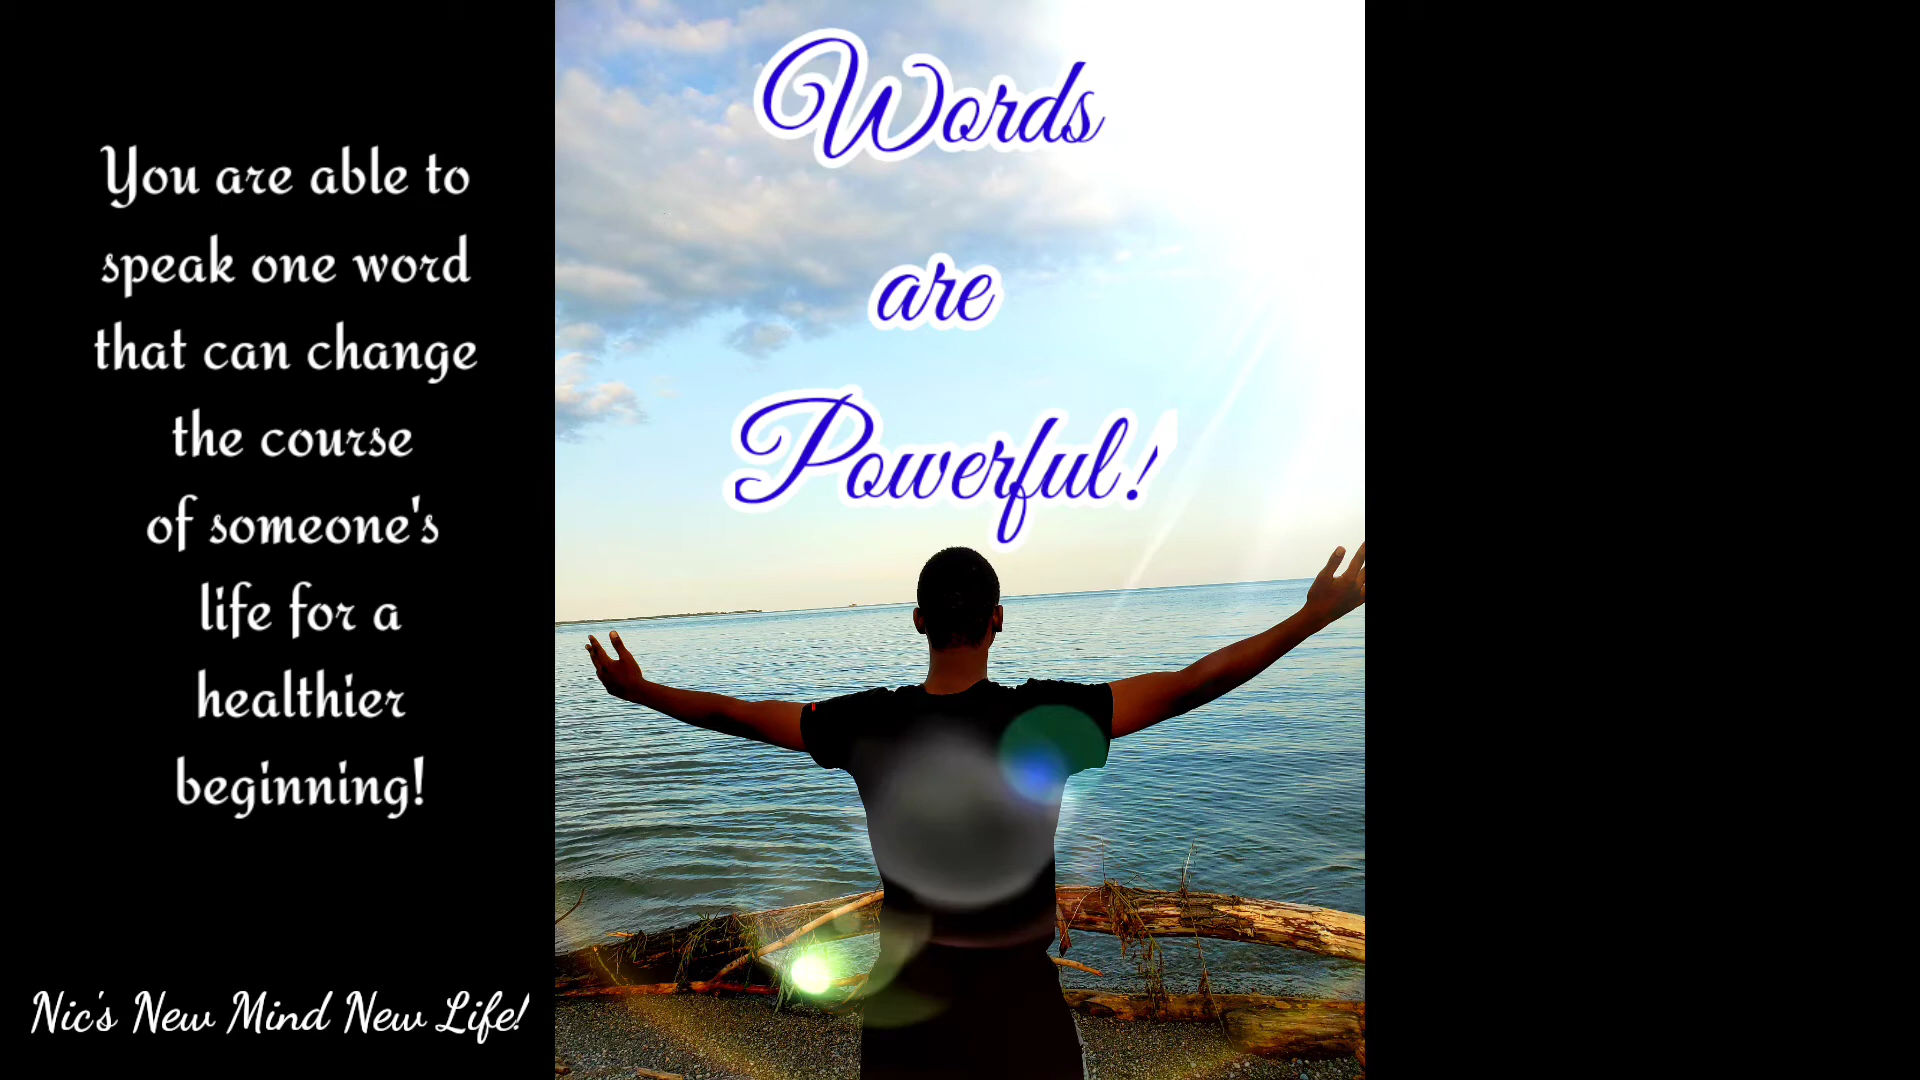 You are able to
speak one word
that can change
the course
of someone's
life for a
healthier
beginning!
Nic's New Mind New Life!
Words
are
Powerful!